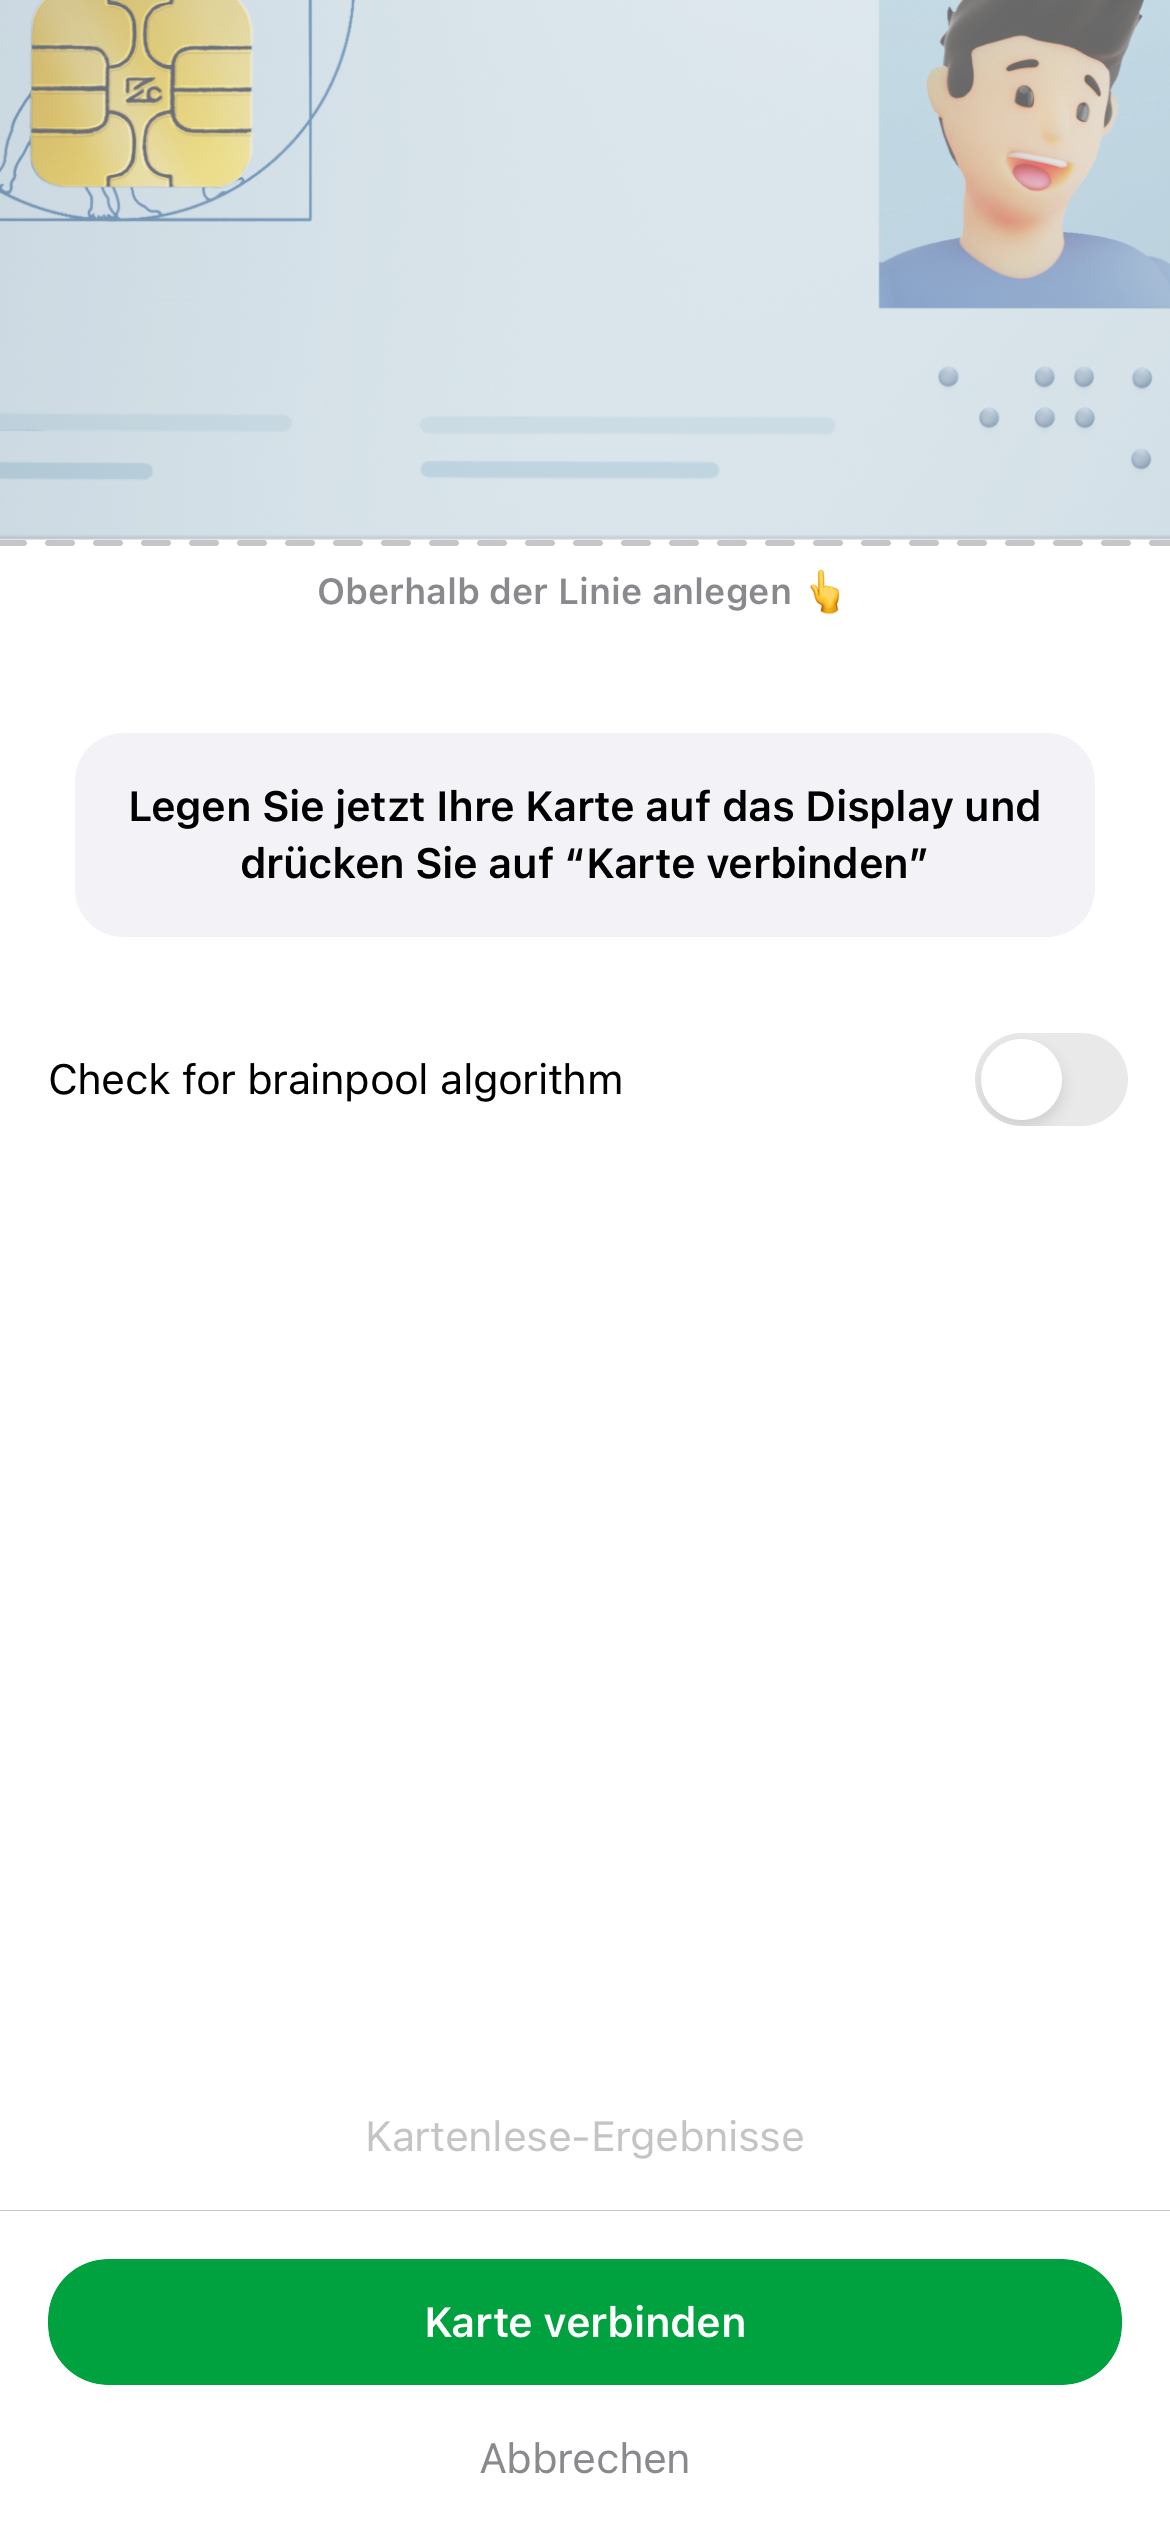 Oberhalb der Linie anlegen 👆
Legen Sie jetzt Ihre Karte auf das Display und
drücken Sie auf “Karte verbinden”
Check for brainpool algorithm
Kartenlese-Ergebnisse
Karte verbinden
Abbrechen